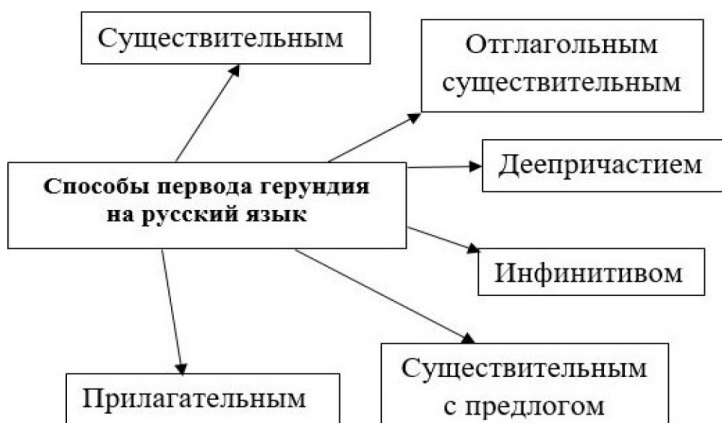 Существительным
Отглагольным
существительным
Деепричастием
Способы первода герундия
на русский язык
Инфинитивом
Существительным
с предлогом
Прилагательным